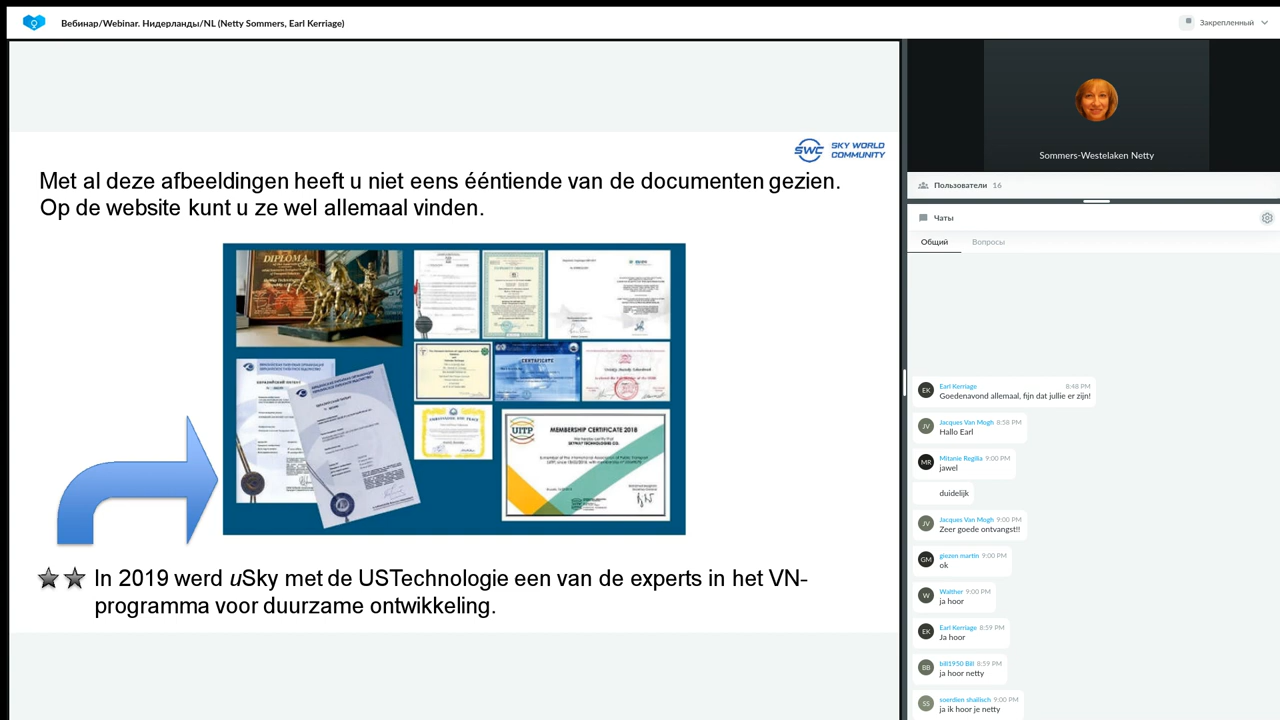 Вебинар/Webinar. Нидерланды/NL (Netty Sommers, Earl Kerriage)
Закрепленный
SWC SKY WORLD
COMMUNITY
Met al deze afbeeldingen heeft u niet eens ééntiende van de documenten gezien.
Op de website kunt u ze wel allemaal vinden.
DIPLOMA
CERTIFICATE
UITP
MEMBERSHIP CERTIFICATE 2018
In 2019 werd uSky met de USTechnologie een van de experts in het VN-
programma voor duurzame ontwikkeling.
Sommers-Westelaken Netty
Пользователи 16
Чаты
Общий Вопросы
EK Earl Kerriage 8:48 PM
Goedenavond allemaal, fijn dat jullie er zijn!
JV Jacques Van Mogh 8:58 PM
Hallo Earl
MR Mitanie Regilia 9:00 PM
jawel
duidelijk
JV Jacques Van Mogh 9:00 PM
Zeer goede ontvangst!!
GM giezen martin 9:00 PM
ok
W Walther 9:00 PM
ja hoor
EK Earl Kerriage 8:59 PM
Ja hoor
BB bill1950 Bill 8:59 PM
ja hoor netty
SS soerdien shailisch 9:00 PM
ja ik hoor je netty